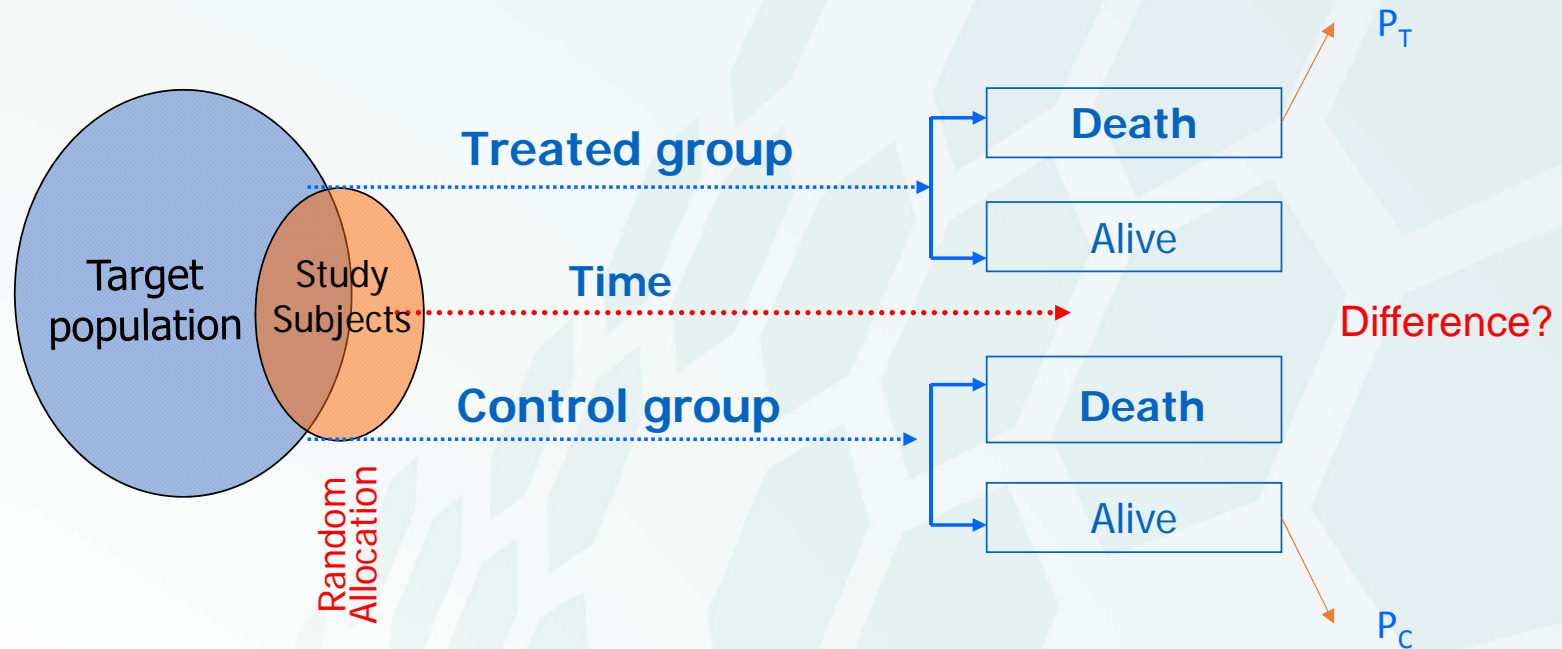 P_T
Death
Treated group
Alive
Target
population
Study
Subjects
Time
Difference?
Control group
Death
Random
Allocation
Alive
P_C